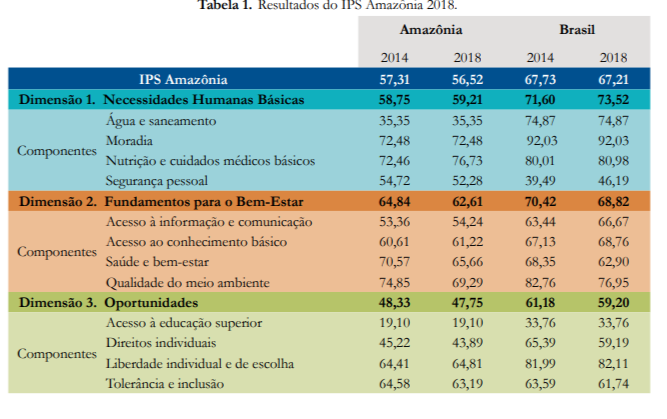 Tabela 1. Resultados do IPS Amazônia 2018.
Amazônia Brasil
2014 2018 2014 2018
IPS Amazônia 57,31 56,52 67,73 67,21
Dimensão 1. Necessidades Humanas Básicas 58,75 59,21 71,60 73,52
Água e saneamento 35,35 35,35 74,87 74,87
Moradia 72,48 72,48 92,03 92,03
Componentes
Nutrição e cuidados médicos básicos 72,46 76,73 80,01 80,98
Segurança pessoal 54,72 52,28 39,49 46,19
Dimensão 2. Fundamentos para o Bem-Estar 64,84 62,61 70,42 68,82
Acesso à informação e comunicação 53,36 54,24 63,44 66,67
Acesso ao conhecimento básico 60,61 61,22 67,13 68,76
Componentes
Saúde e bem-estar 70,57 65,66 68,35 62,90
Qualidade do meio ambiente 74,85 69,29 82,76 76,95
Dimensão 3. Oportunidades 48,33 47,75 61,18 59,20
Acesso à educação superior 19,10 19,10 33,76 33,76
Direitos individuais 45,22 43,89 65,39 59,19
Componentes
Liberdade individual e de escolha 64,41 64,81 81,99 82,11
Tolerância e inclusão 64,58 63,19 63,59 61,74